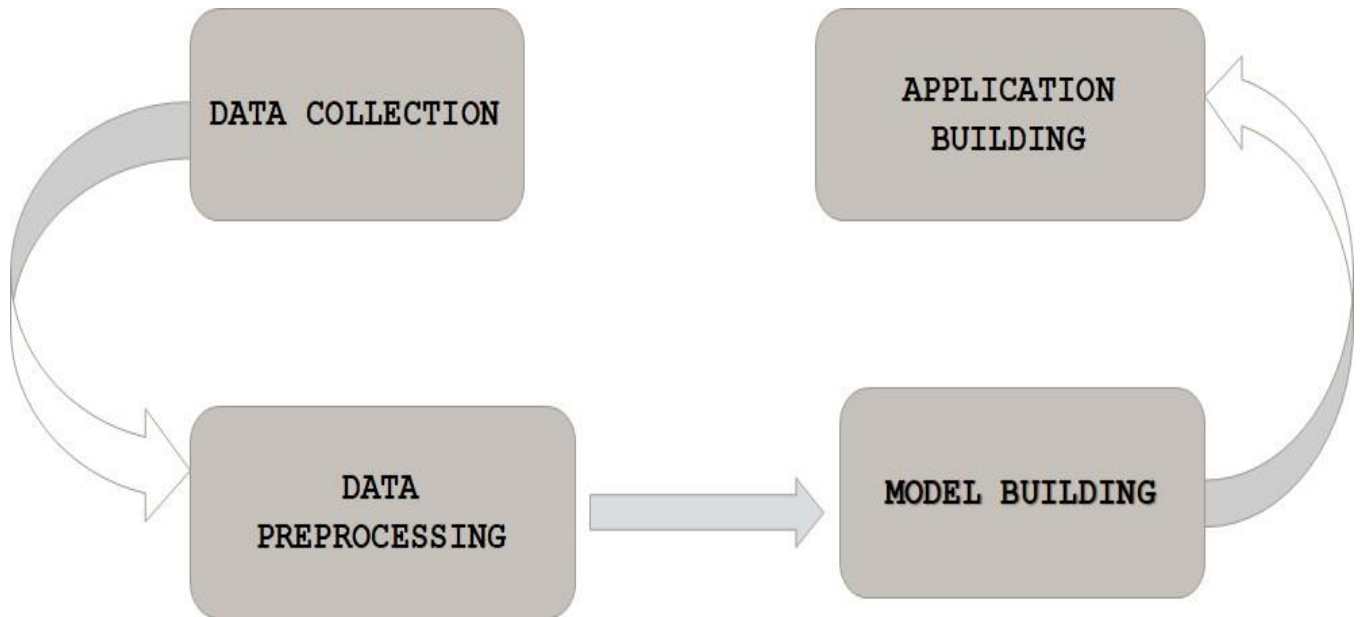 DATA COLLECTION
APPLICATION
BUILDING
DATA
PREPROCESSING
MODEL BUILDING